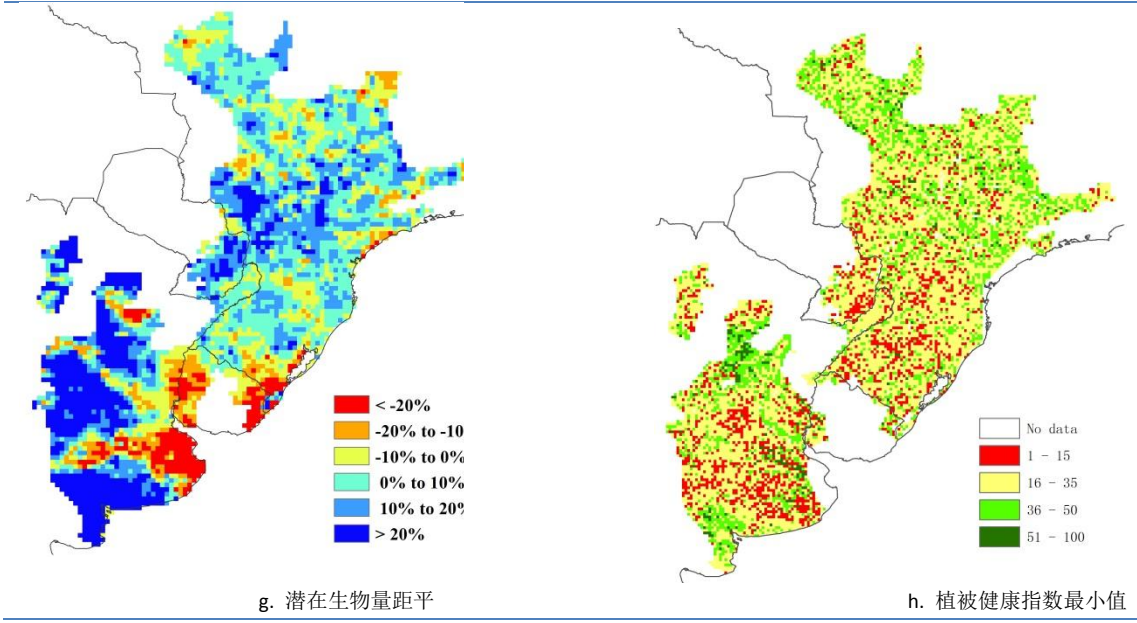 < -20%
-20% to -10
-10% to 0%
0% to 10%
10% to 20%
> 20%
No data
1 - 15
16 - 35
36 - 50
51 - 100
g. 潜在生物量距平
h. 植被健康指数最小值